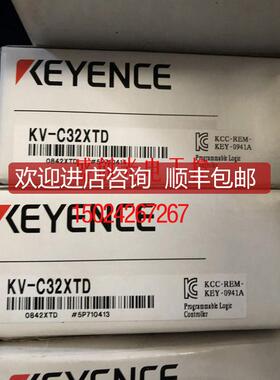 KEYENCE
KV-C32XTD
KCC-REM-
KEY-0941A
Programmable Logic
0842XTD #5P710413
欢迎进店咨询 顺丰包邮
15024267267
KEYENCE
KV-C32XTD
KCC-REM-
KEY-0941A
0842XTD #5P710413
Programmable Logic
Controller